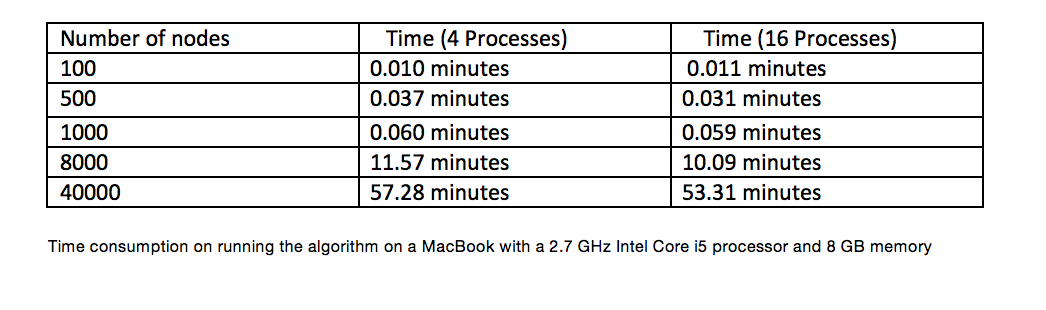 Number of nodes Time (4 Processes) Time (16 Processes)
100 0.010 minutes 0.011 minutes
500 0.037 minutes 0.031 minutes
1000 0.060 minutes 0.059 minutes
8000 11.57 minutes 10.09 minutes
40000 57.28 minutes 53.31 minutes
Time consumption on running the algorithm on a MacBook with a 2.7 GHz Intel Core i5 processor and 8 GB memory